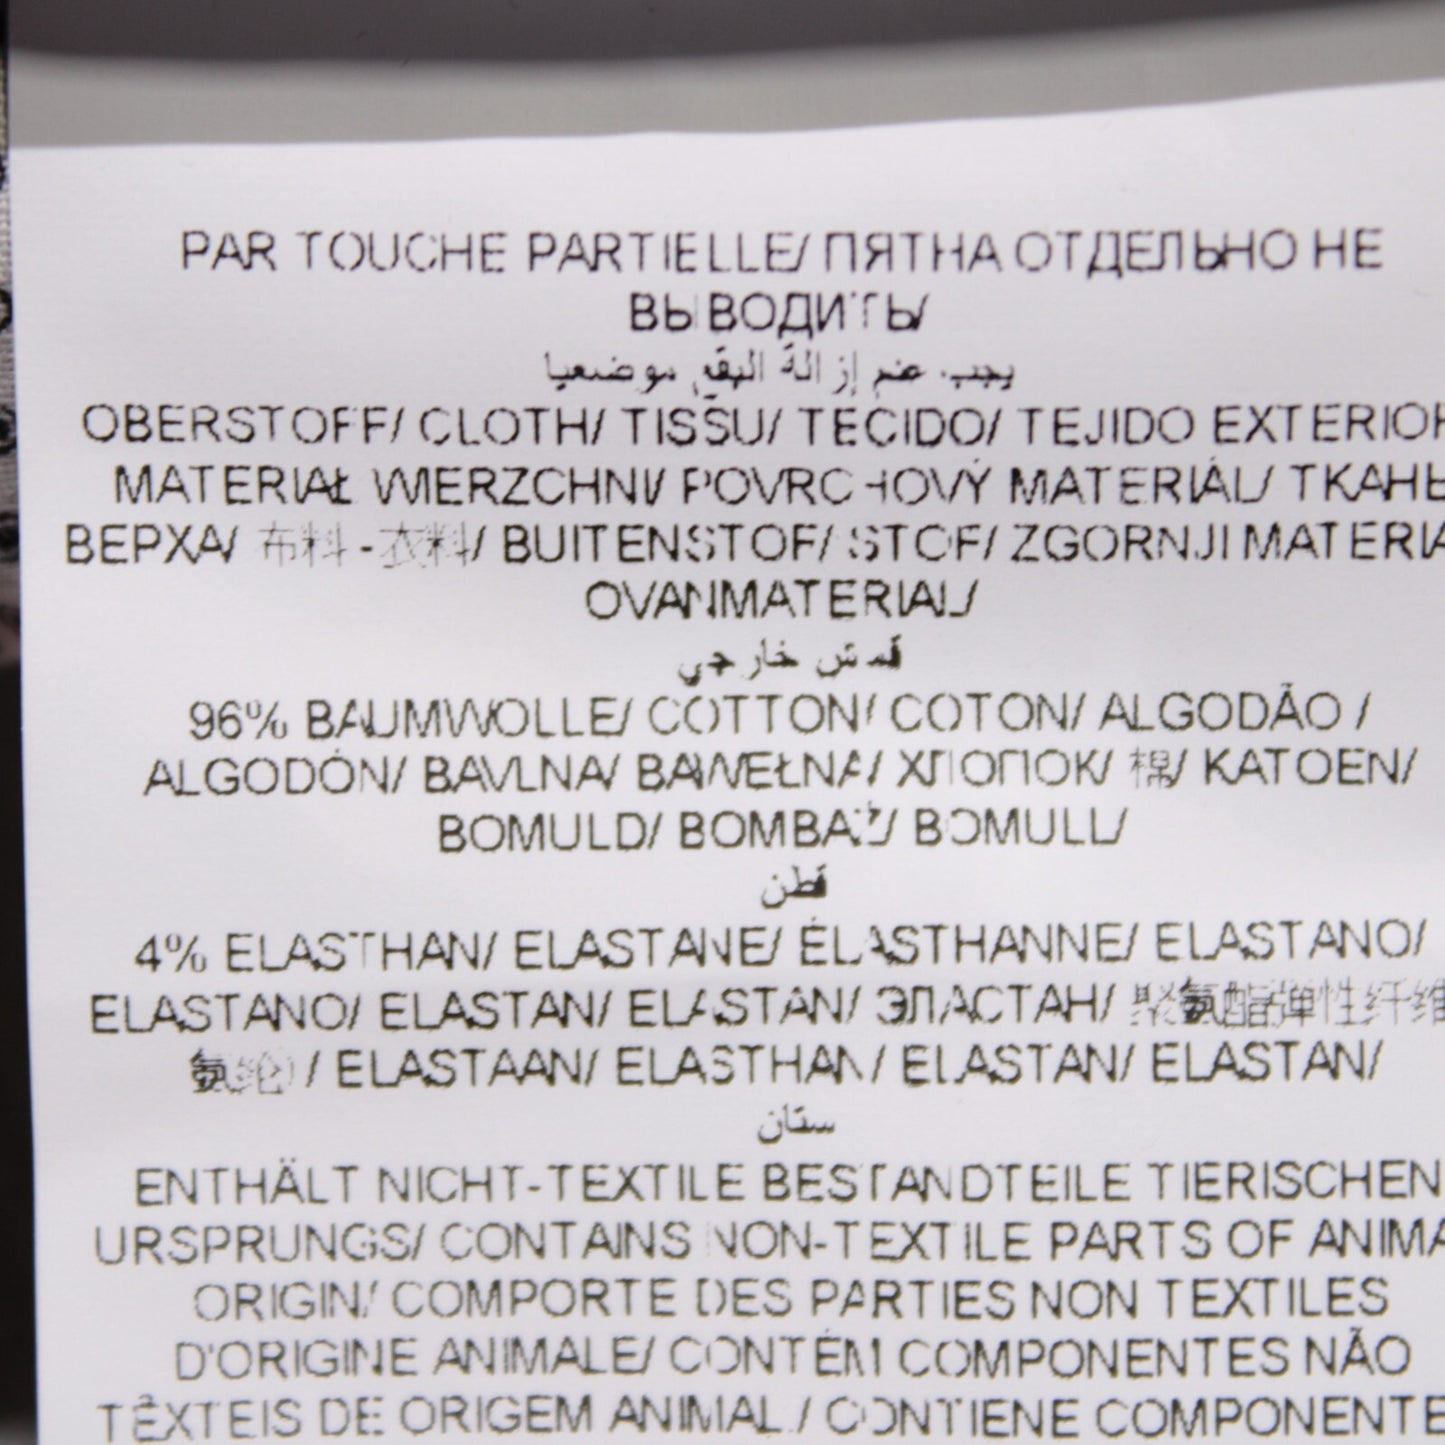 PAR TOUCHE PARTIELLE/ ПЯТНА ОТДЕЛЬНО НЕ
ВЫВОДИТЬ/
يجب عدم إزالة البقع موضعيا
OBERSTOFF/ CLOTH/ TISSU/ TECIDO/ TEJIDO EXTERIOR
MATERIAŁ WIERZCHNI/ POVRCHOVÝ MATERIÁL/ ТКАНЬ
ВЕРХА/ 布料 - 衣料/ BUITENSTOF/ STOF/ ZGORNJI MATERIA
OVANMATERIAL/
قماش خارجي
96% BAUMWOLLE/ COTTON/ COTON/ ALGODÃO /
ALGODÓN/ BAVLNA/ BAWEŁNA/ ХЛОПОК/ 棉/ KATOEN/
BOMULD/ BOMBAŽ/ BOMULL/
قطن
4% ELASTHAN/ ELASTANE/ ÉLASTHANNE/ ELASTANO/
ELASTANO/ ELASTAN/ ELASTAN/ ЭЛАСТАН/ 聚氨酯弹性纤维
氨纶) / ELASTAAN/ ELASTHAN/ ELASTAN/ ELASTAN/
ستان
ENTHÄLT NICHT-TEXTILE BESTANDTEILE TIERISCHEN
URSPRUNGS/ CONTAINS NON-TEXTILE PARTS OF ANIMA
ORIGIN/ COMPORTE DES PARTIES NON TEXTILES
D'ORIGINE ANIMALE/ CONTÉM COMPONENTES NÃO
TÊXTEIS DE ORIGEM ANIMAL / CONTIENE COMPONENTE